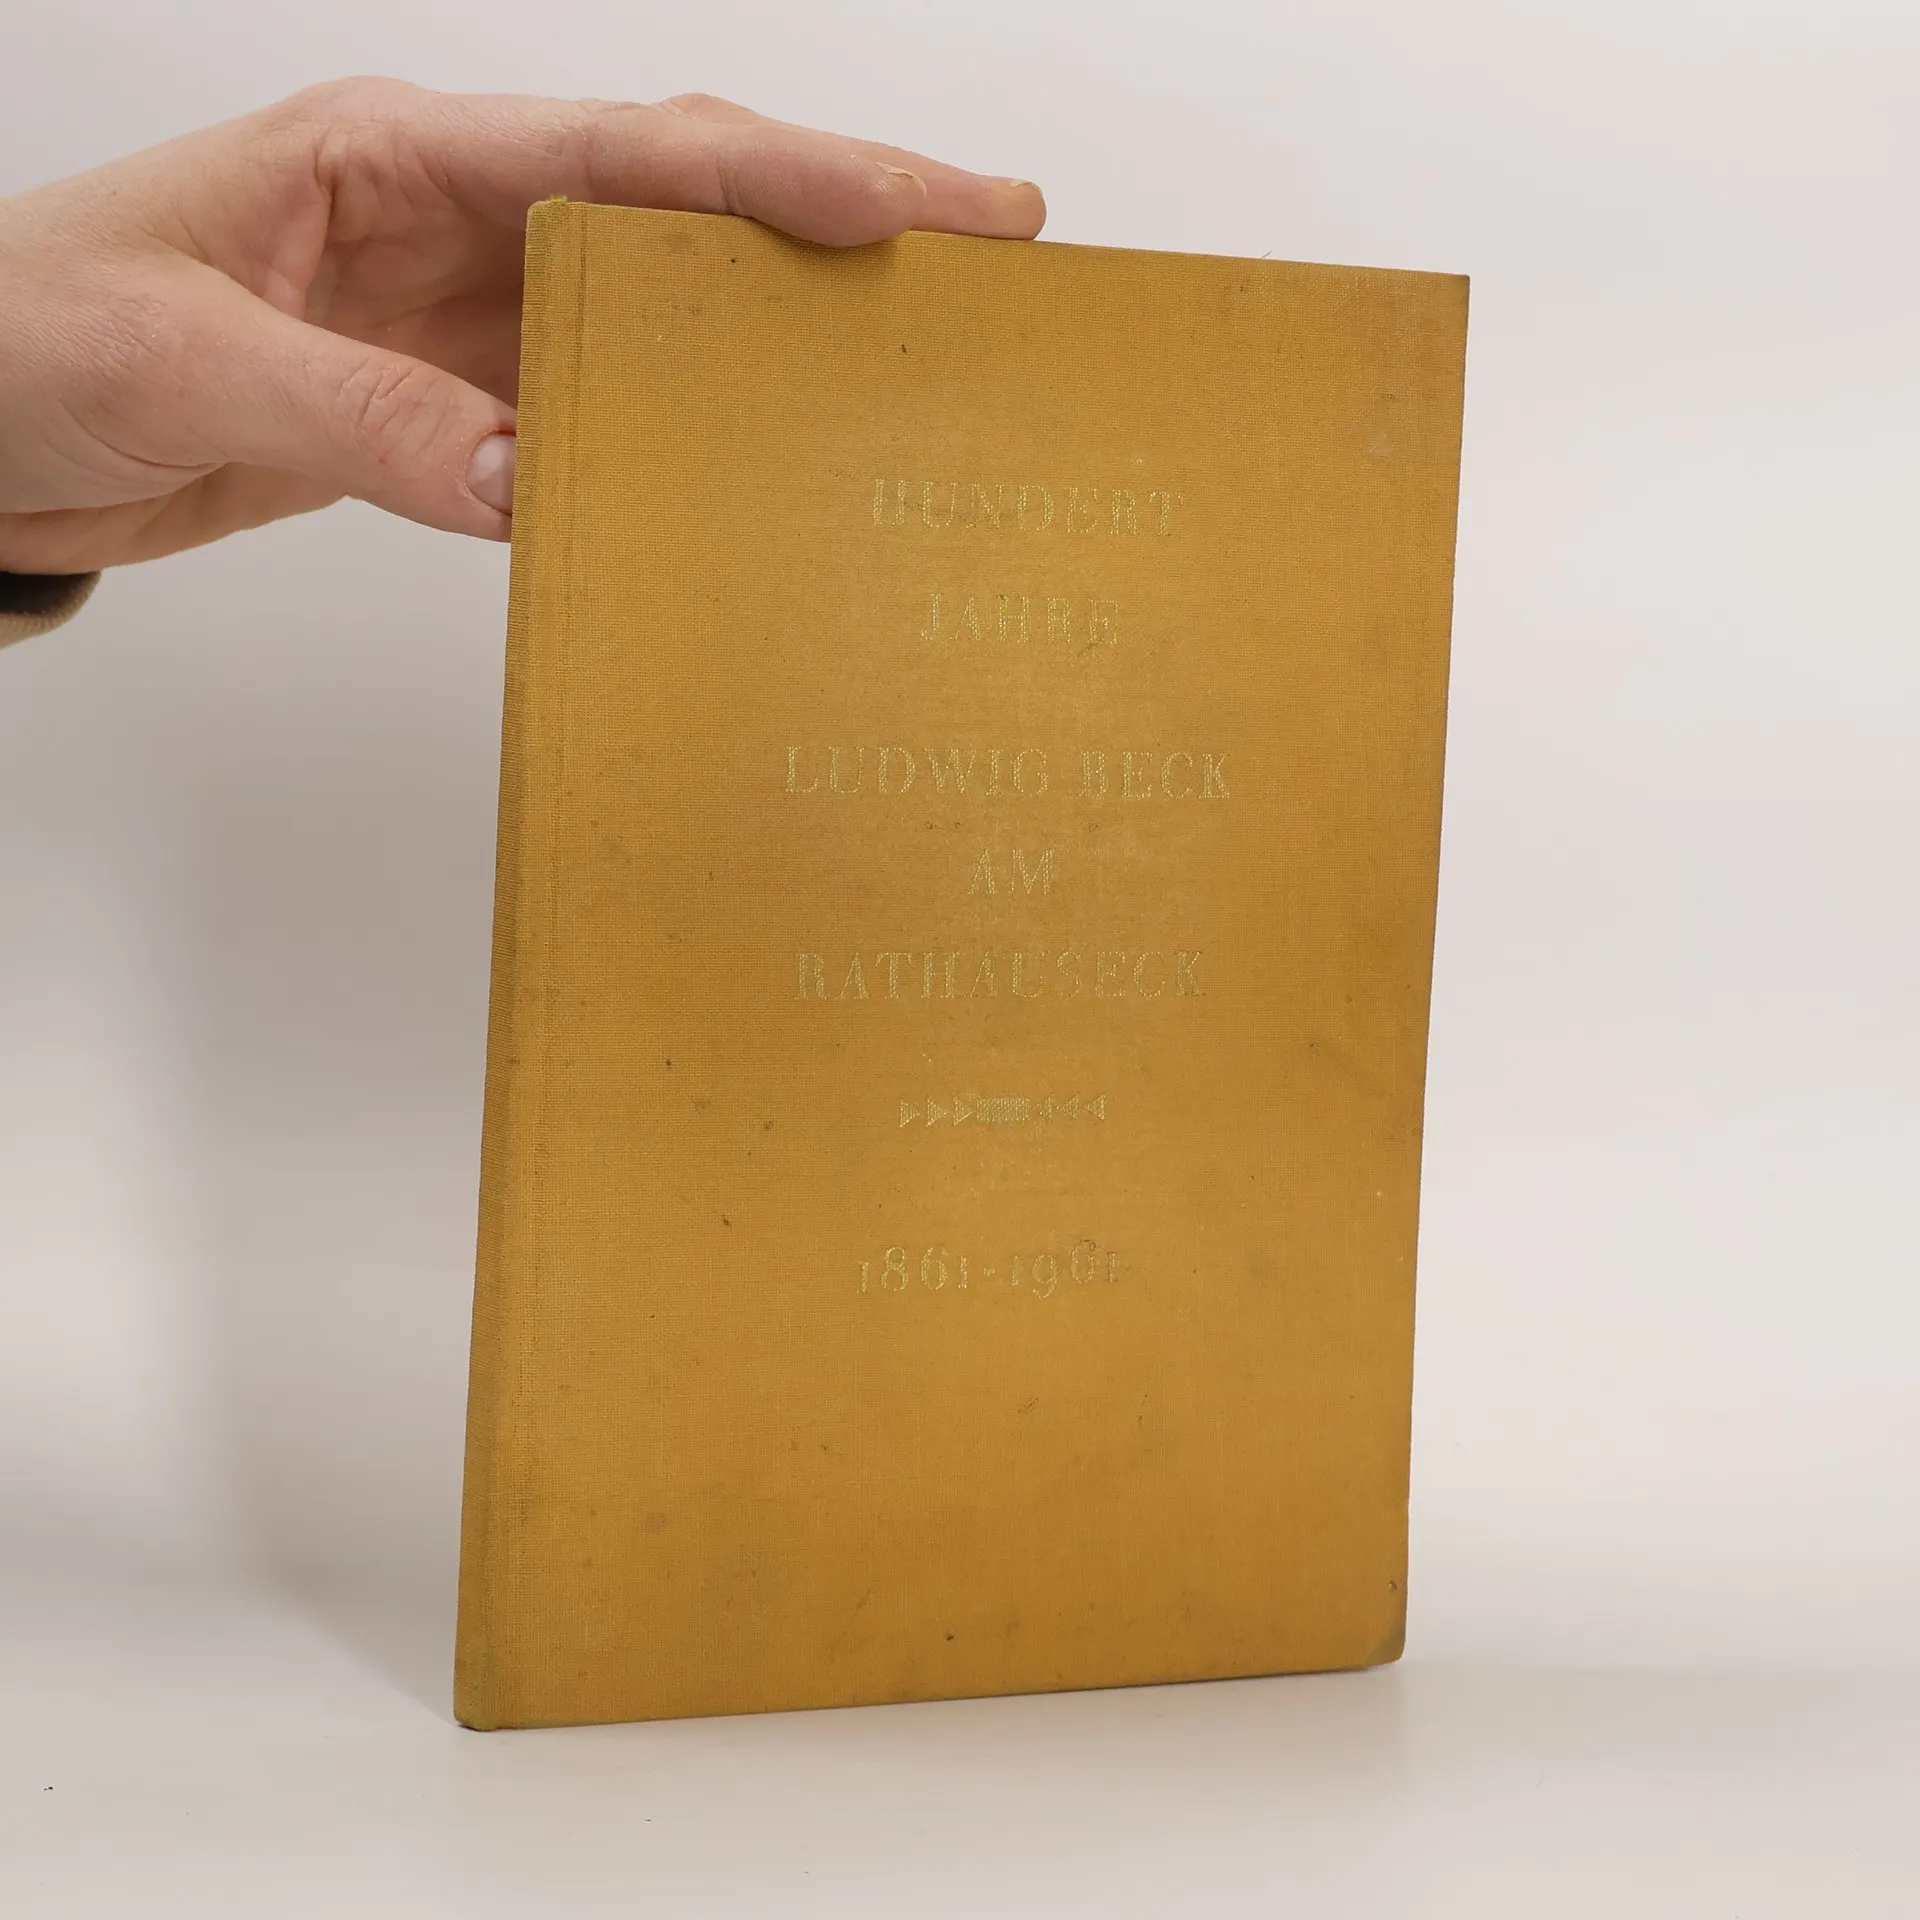 HUNDERT
JAHRE
LUDWIG BECK
AM
RATHAUSECK
1861-1961